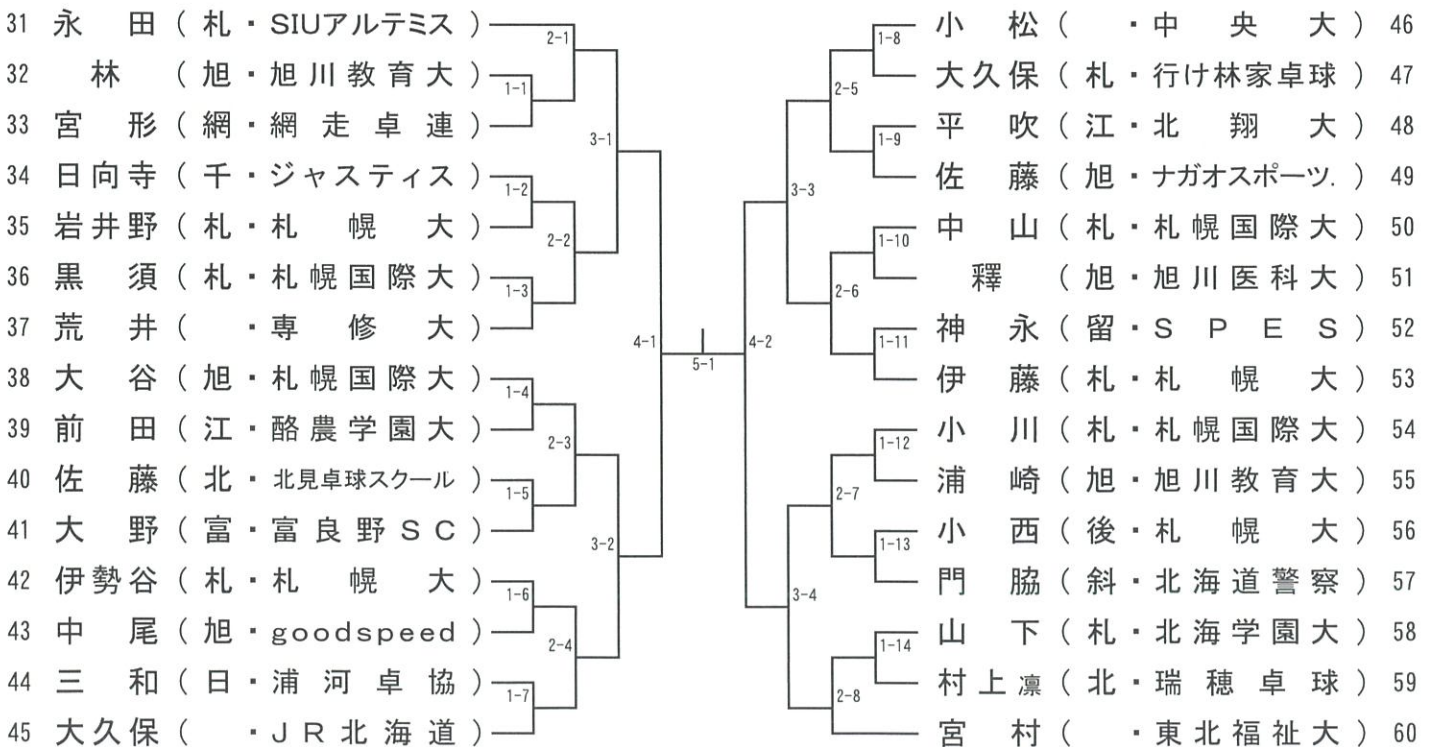 31 永田(札・SIUアルテミス)
32 林(旭・旭川教育大)
33 宮形(網・網走卓連)
34 日向寺(千・ジャスティス)
35 岩井野(札・札幌大)
36 黒須(札・札幌国際大)
37 荒井( ・専修大)
38 大谷(旭・札幌国際大)
39 前田(江・酪農学園大)
40 佐藤(北・北見卓球スクール)
41 大野(富・富良野SC)
42 伊勢谷(札・札幌大)
43 中尾(旭・goodspeed)
44 三和(日・浦河卓協)
45 大久保( ・JR北海道)
2-1
1-1
3-1
1-2
2-2
1-3
4-1
1-4
2-3
1-5
3-2
1-6
2-4
1-7
5-1
4-2
1-8
2-5
1-9
3-3
1-10
2-6
1-11
1-12
2-7
1-13
3-4
1-14
2-8
小松( ・中央大) 46
大久保(札・行け林家卓球) 47
平吹(江・北翔大) 48
佐藤(旭・ナガオスポーツ.) 49
中山(札・札幌国際大) 50
釋(旭・旭川医科大) 51
神永(留・SPES) 52
伊藤(札・札幌大) 53
小川(札・札幌国際大) 54
浦崎(旭・旭川教育大) 55
小西(後・札幌大) 56
門脇(斜・北海道警察) 57
山下(札・北海学園大) 58
村上凛(北・瑞穂卓球) 59
宮村( ・東北福祉大) 60